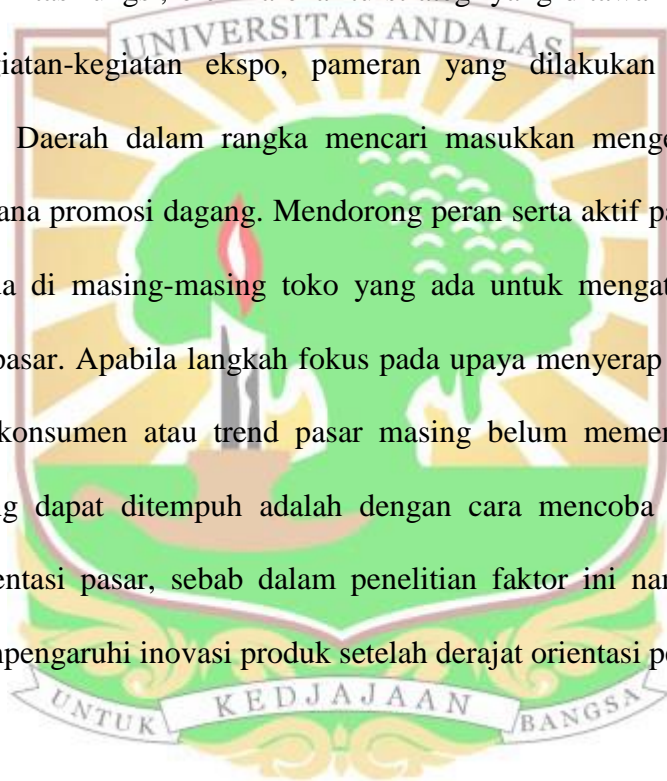 UNIVERSITAS ANDALAS
giatan-kegiatan ekspo, pameran yang dilakukan
Daerah dalam rangka mencari masukkan menge
ana promosi dagang. Mendorong peran serta aktif pa
a di masing-masing toko yang ada untuk mengat
pasar. Apabila langkah fokus pada upaya menyerap
konsumen atau trend pasar masing belum memen
g dapat ditempuh adalah dengan cara mencoba
entasi pasar, sebab dalam penelitian faktor ini nar
npengaruhi inovasi produk setelah derajat orientasi pe
UNTUK KEDJAJAAN BANGSA